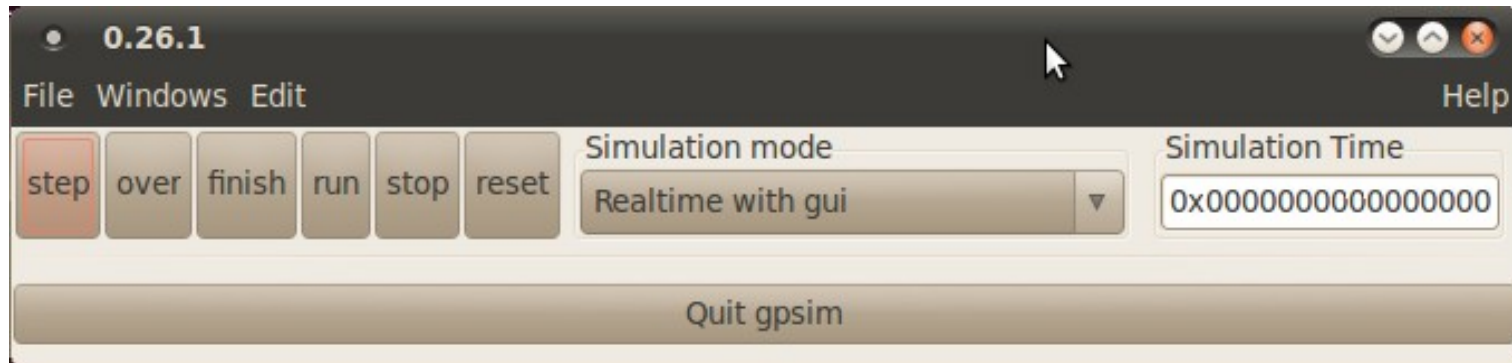 0.26.1
File Windows Edit Help
Simulation mode Simulation Time
step over finish run stop reset Realtime with gui 0x0000000000000000
Quit gpsim